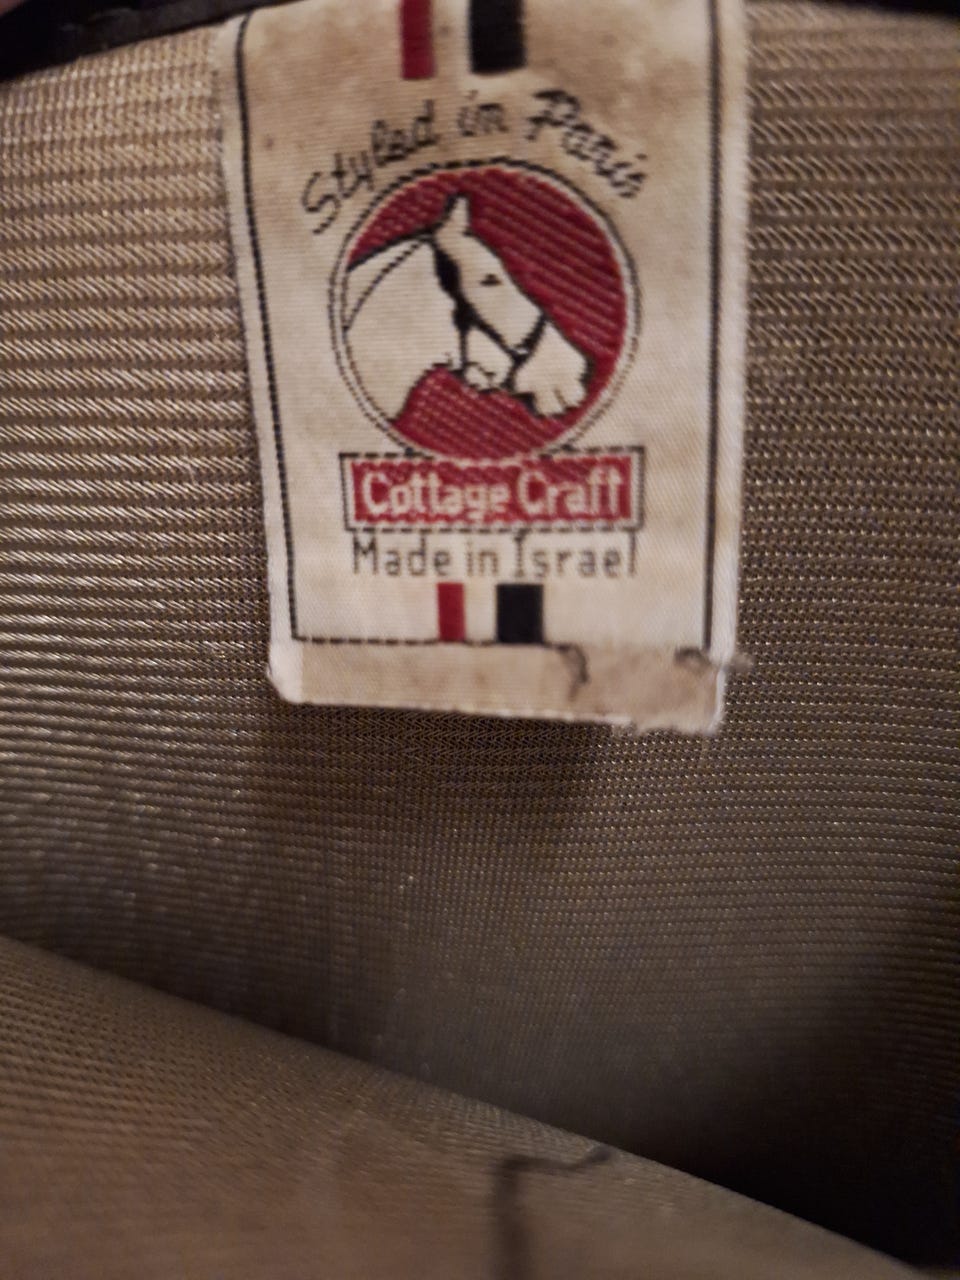 Styled in Paris
Cottage Craft
Made in Israel